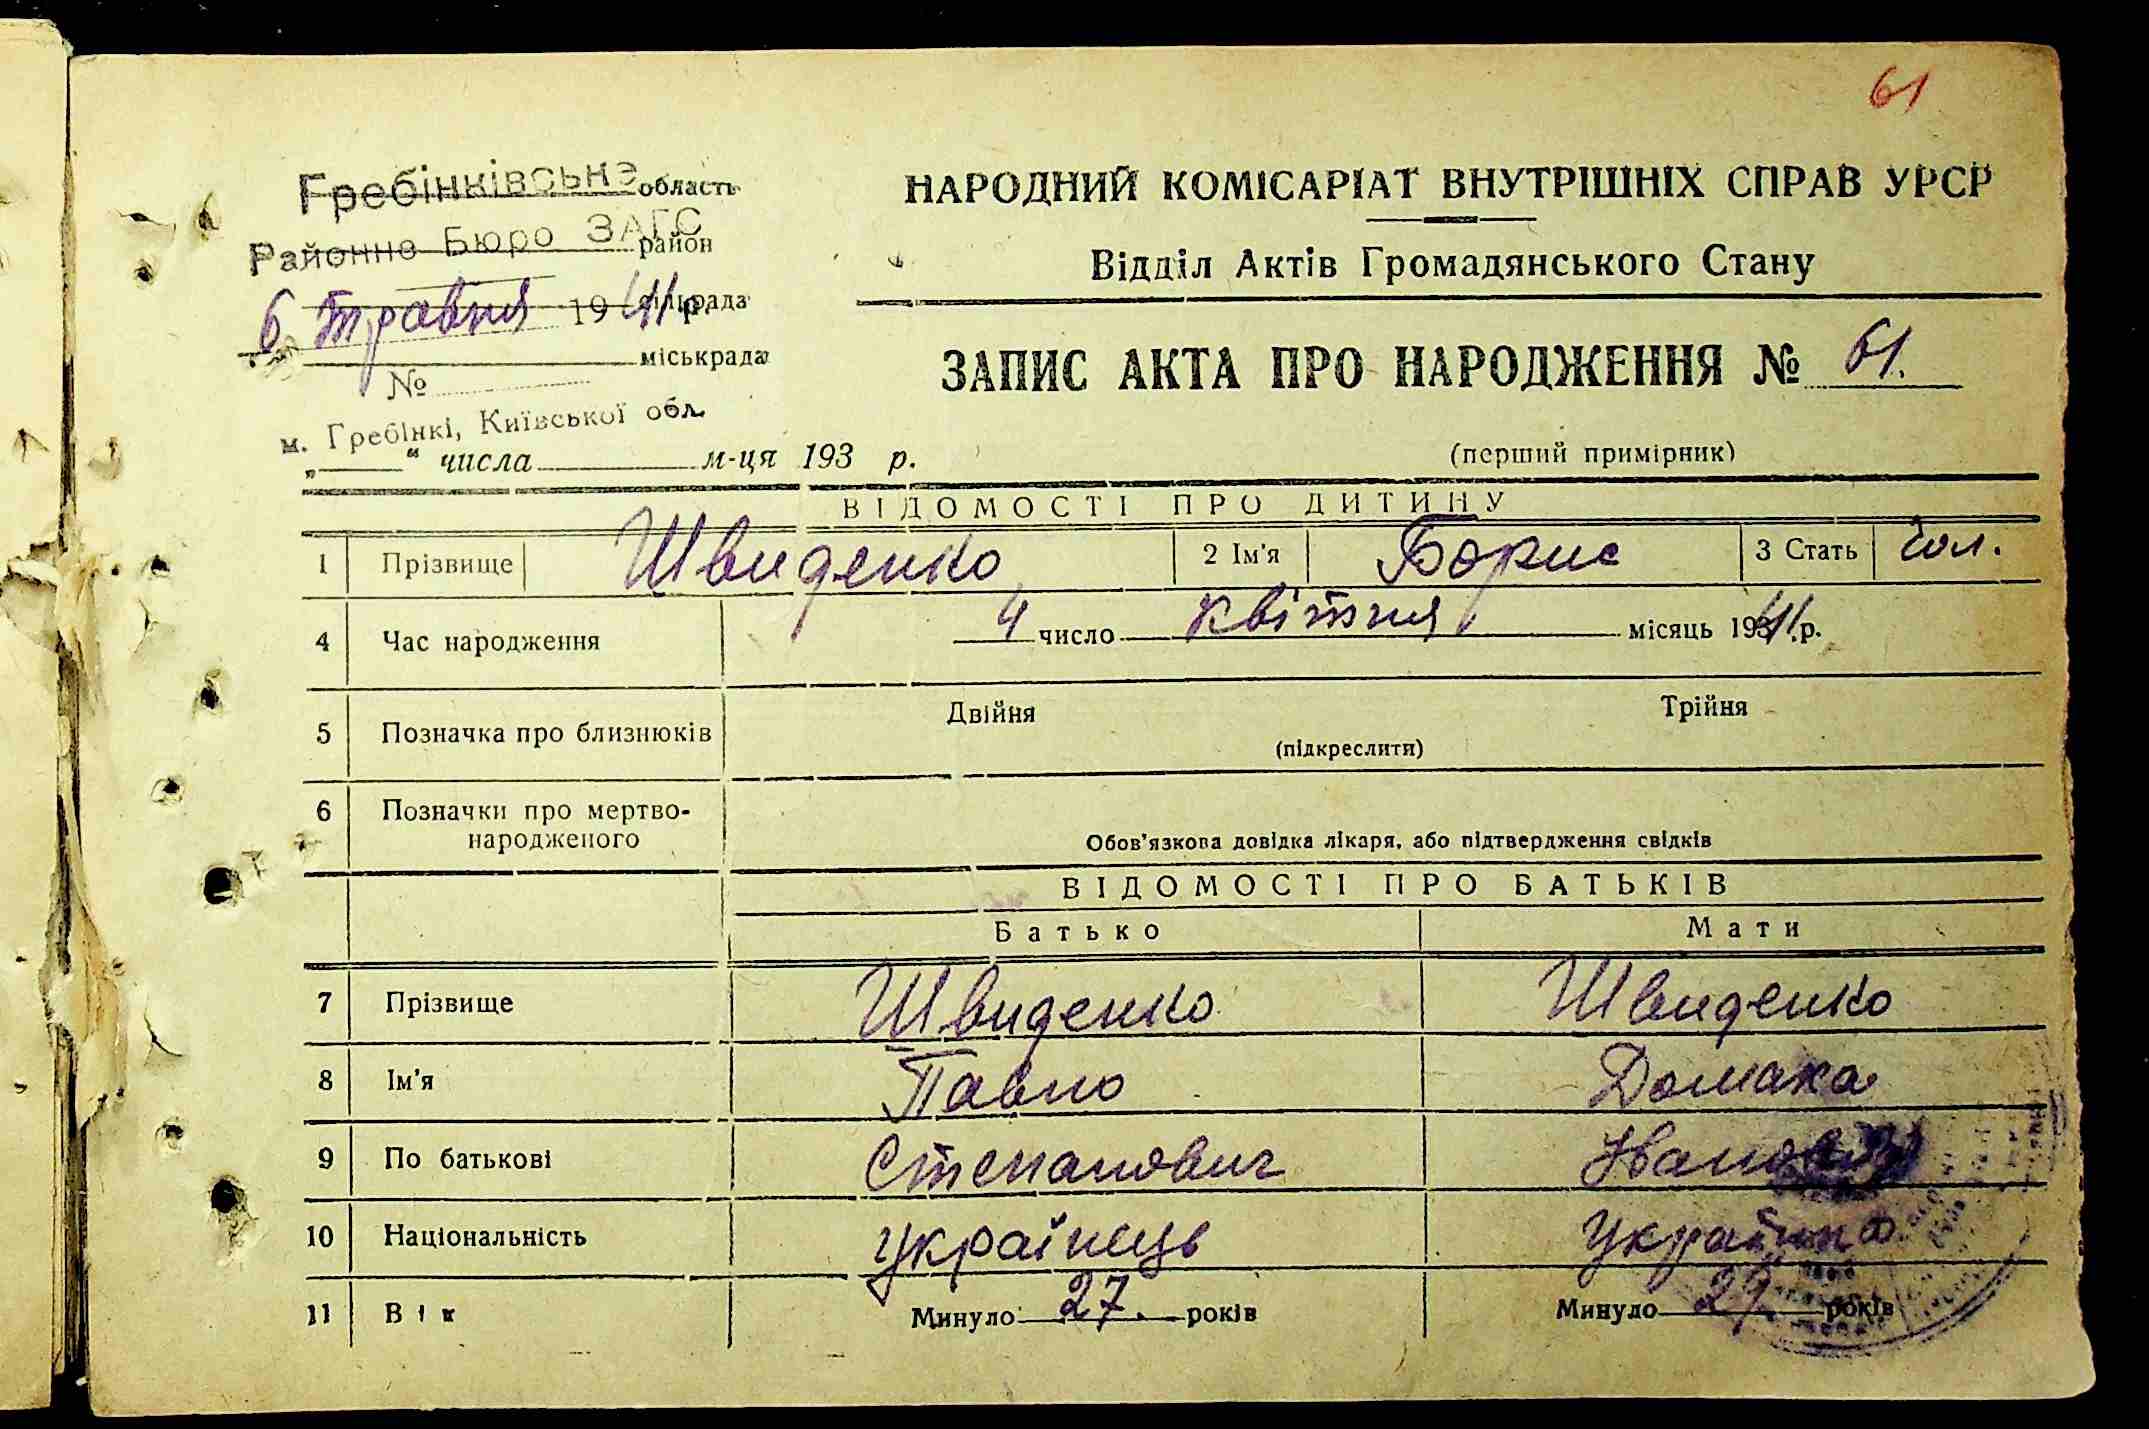 61
Гребінківське область
Районне Бюро ЗАГС район
сільрада
6 травня 1941 р.
міськрада
№
м. Гребінкі, Київської обл.
„ “ числа м-ця 193 р.
НАРОДНИЙ КОМІСАРІАТ ВНУТРІШНІХ СПРАВ УРСР
Відділ Актів Громадянського Стану
ЗАПИС АКТА ПРО НАРОДЖЕННЯ № 61.
(перший примірник)
ВІДОМОСТІ ПРО ДИТИНУ
1 Прізвище Швиденко 2 Ім'я Борис 3 Стать Чол.
4 Час народження 4 число квітня місяць 1941 р.
5 Позначка про близнюків Двійня Трійня
(підкреслити)
6 Позначки про мертво-
народженого
Обов'язкова довідка лікаря, або підтвердження свідків
ВІДОМОСТІ ПРО БАТЬКІВ
Батько Мати
7 Прізвище Швиденко Швиденко
8 Ім'я Павло Домаха
9 По батькові Степанович
10 Національність українець Українка
11 Вік Минуло 27. років Минуло 29 років